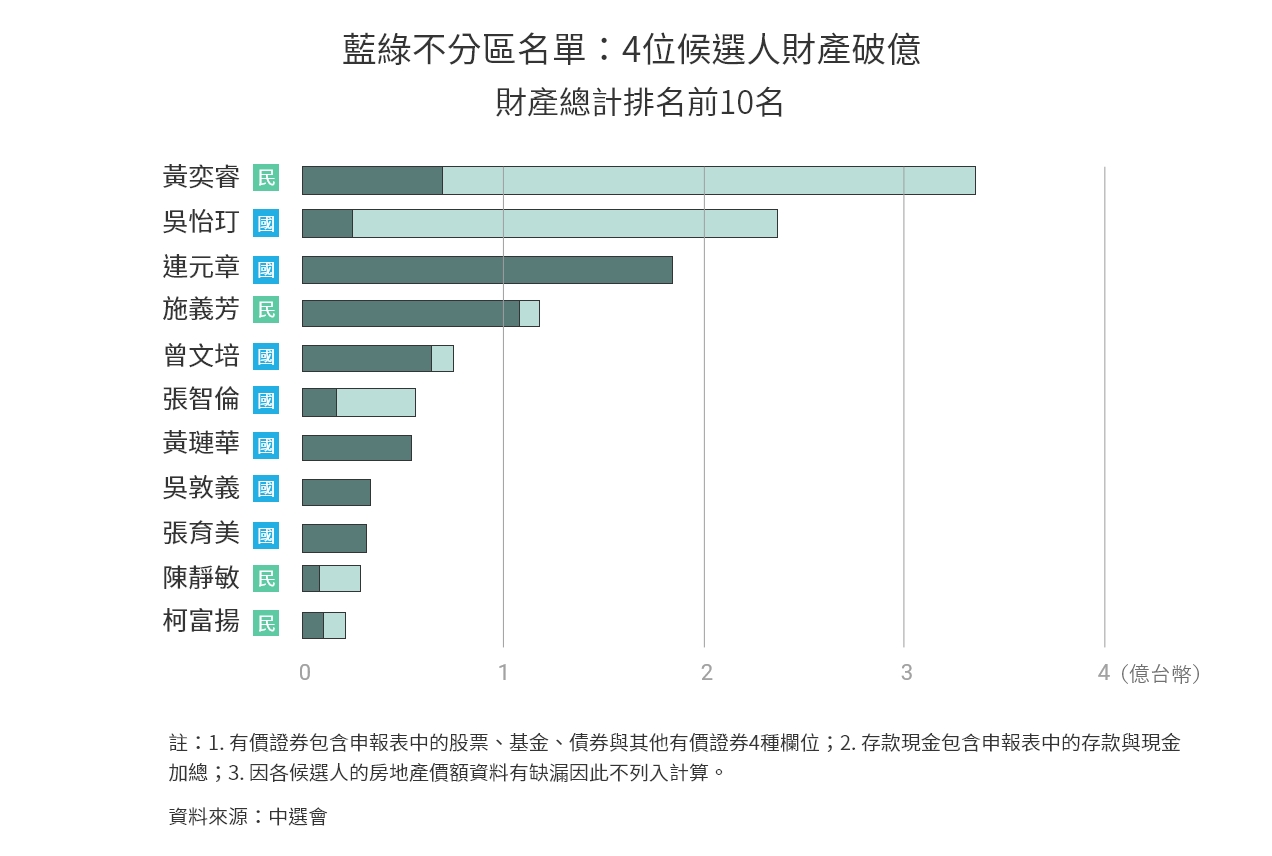 藍綠不分區名單：4位候選人財產破億
財產總計排名前10名
黃奕睿 民
吳怡玎 國
連元章 國
施義芳 民
曾文培 國
張智倫 國
黃璉華 國
吳敦義 國
張育美 國
陳靜敏 民
柯富揚 民
0 1 2 3 4（億台幣）
註：1. 有價證券包含申報表中的股票、基金、債券與其他有價證券4種欄位；2. 存款現金包含申報表中的存款與現金
加總；3. 因各候選人的房地產價額資料有缺漏因此不列入計算。
資料來源：中選會